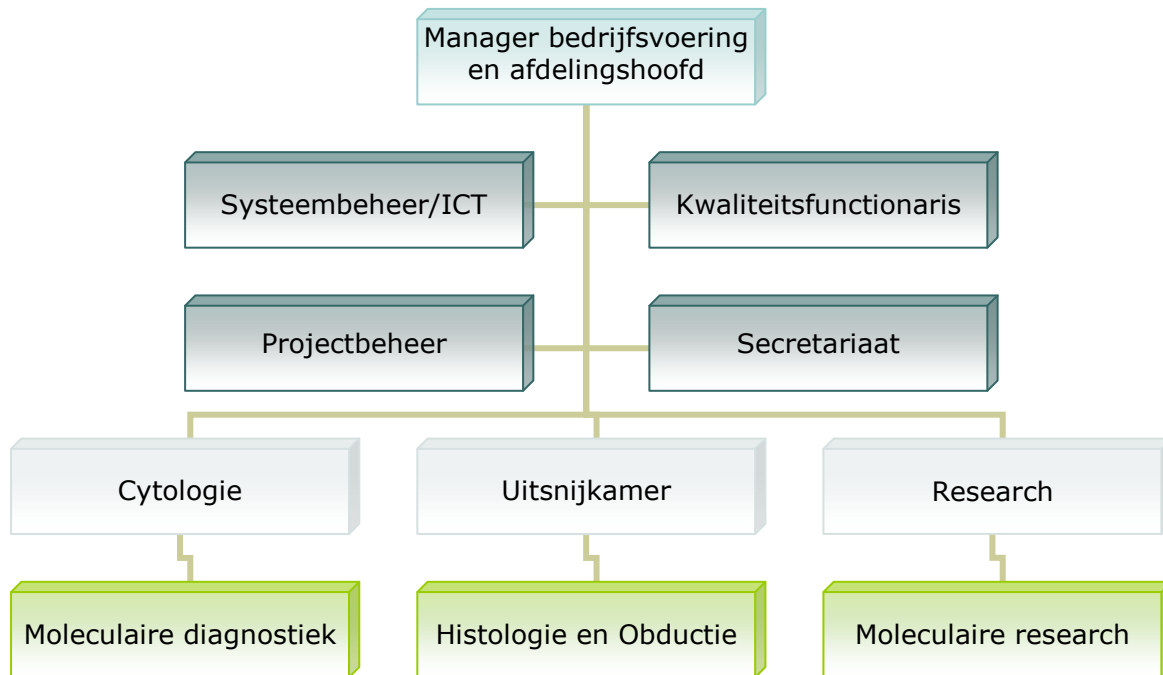 Manager bedrijfsvoering
en afdelingshoofd
Systeembeheer/ICT
Kwaliteitsfunctionaris
Projectbeheer
Secretariaat
Cytologie
Uitsnijkamer
Research
Moleculaire diagnostiek
Histologie en Obductie
Moleculaire research